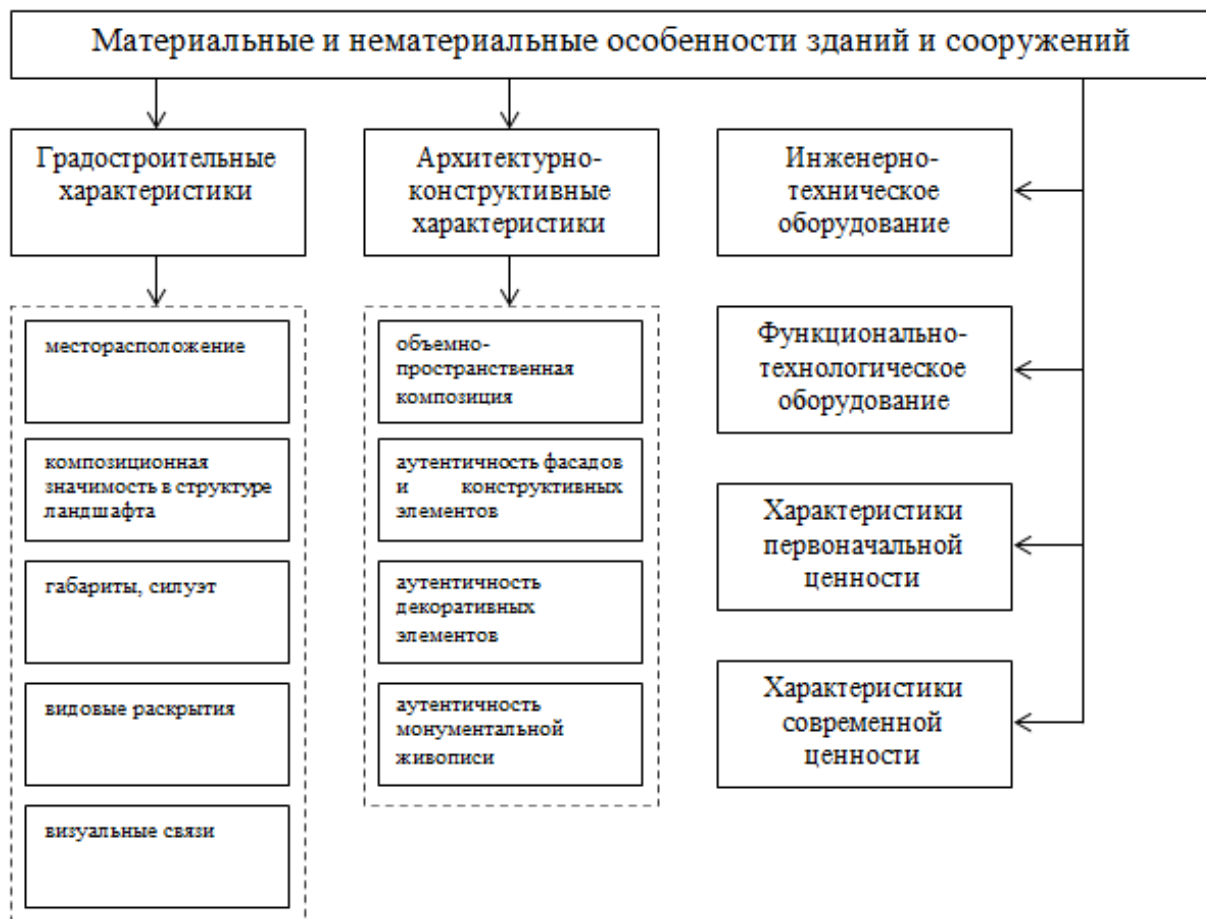 Материальные и нематериальные особенности зданий и сооружений
Градостроительные
характеристики
месторасположение
композиционная
значимость в структуре
ландшафта
габариты, силуэт
видовые раскрытия
визуальные связи
Архитектурно-
конструктивные
характеристики
объемно-
пространственная
композиция
аутентичность фасадов
и конструктивных
элементов
аутентичность
декоративных
элементов
аутентичность
монументальной
живописи
Инженерно-
техническое
оборудование
Функционально-
технологическое
оборудование
Характеристики
первоначальной
ценности
Характеристики
современной
ценности